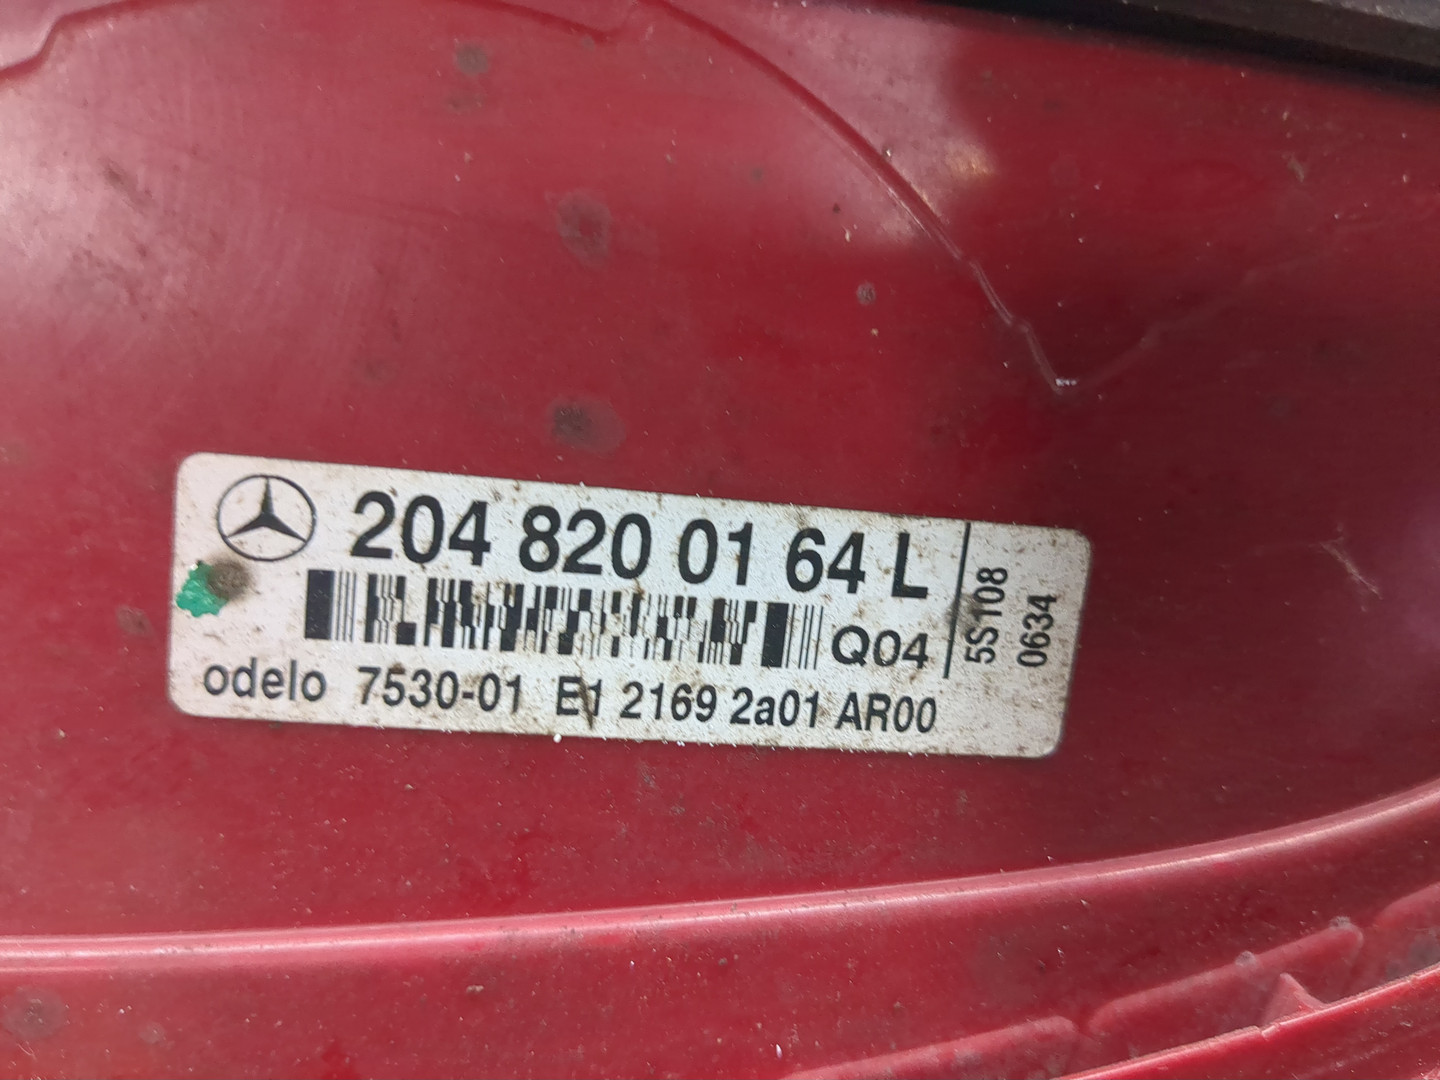 204 820 01 64 L
Q04
odelo 7530-01 E1 2169 2a01 AR00
5S108
0634